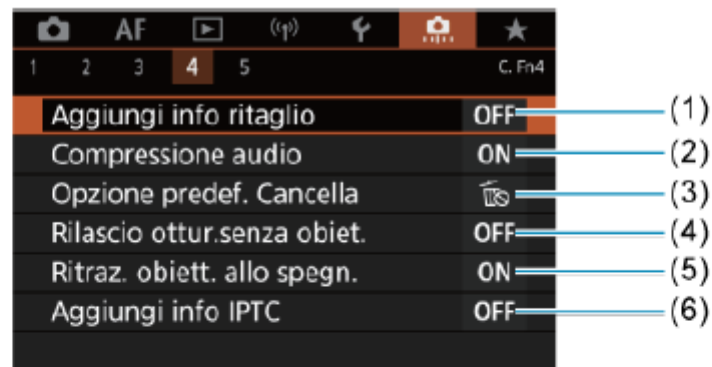 AF
1 2 3 4 5 C. Fn4
Aggiungi info ritaglio OFF (1)
Compressione audio ON (2)
Opzione predef. Cancella (3)
Rilascio ottur.senza obiet. OFF (4)
Ritraz. obiett. allo spegn. ON (5)
Aggiungi info IPTC OFF (6)